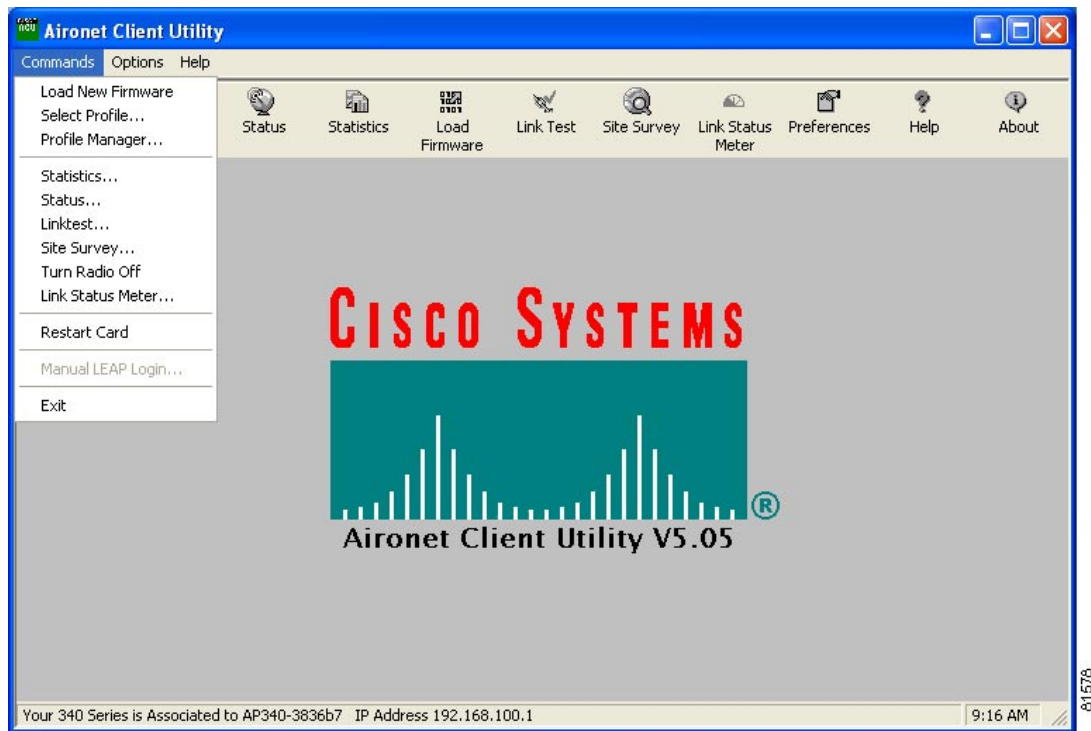 Aironet Client Utility
Commands Options Help
Load New Firmware
Select Profile...
Profile Manager...
Statistics...
Status...
Linktest...
Site Survey...
Turn Radio Off
Link Status Meter...
Restart Card
Manual LEAP Login...
Exit
Status
Statistics
Load
Firmware
Link Test
Site Survey
Link Status
Meter
Preferences
Help
About
CISCO SYSTEMS
®
Aironet Client Utility V5.05
Your 340 Series is Associated to AP340-3836b7 IP Address 192.168.100.1
9:16 AM
81578